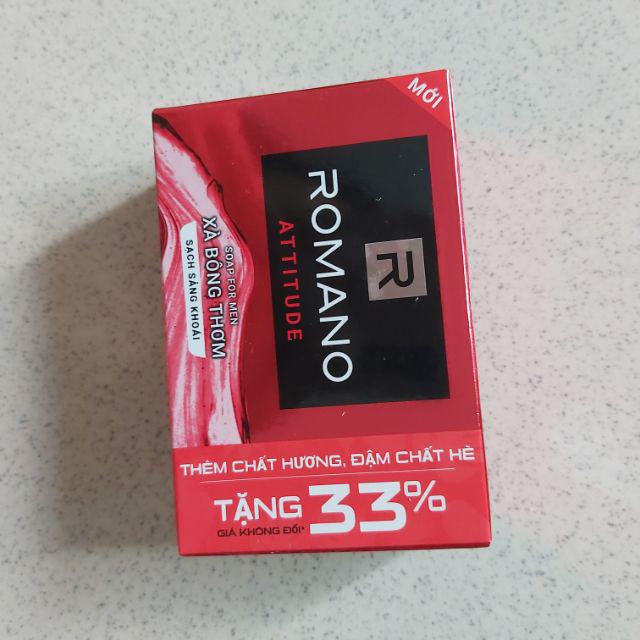 MỚI
R
ROMANO
ATTITUDE
SOAP FOR MEN
XÀ BÔNG THƠM
SẠCH SẢNG KHOÁI
THÊM CHẤT HƯƠNG, ĐẬM CHẤT HÈ
TẶNG 33%
GIÁ KHÔNG ĐỔI*